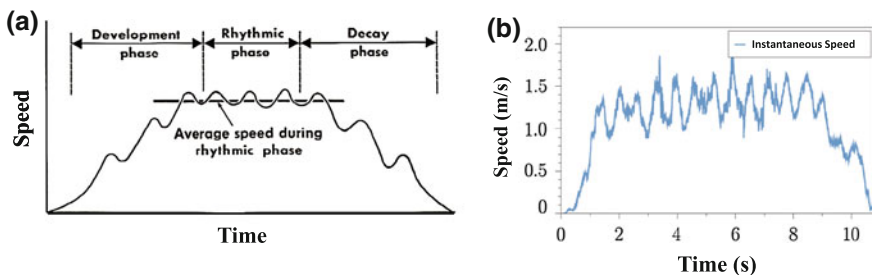 (a)
Development phase
Rhythmic phase
Decay phase
Average speed during
rhythmic phase
Speed
Time
(b)
Instantaneous Speed
Speed (m/s)
2.0
1.5
1.0
0.5
0
0 2 4 6 8 10
Time (s)